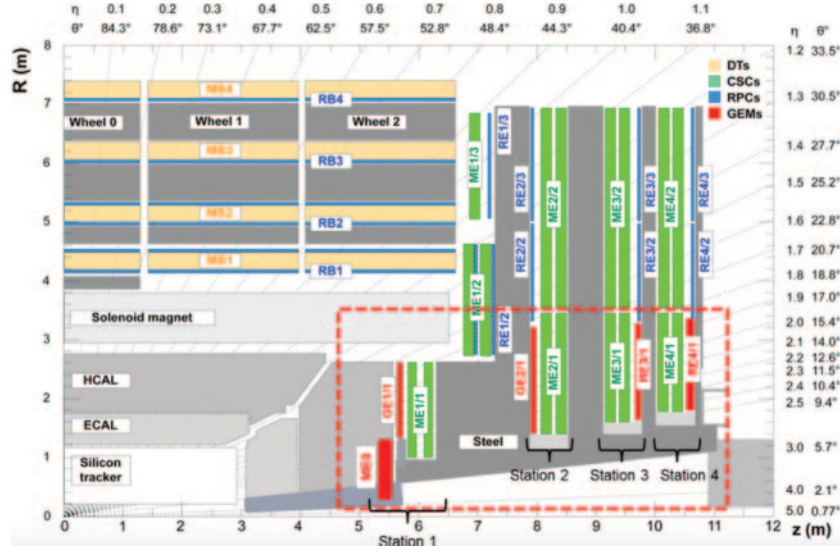 η 0.1 0.2 0.3 0.4 0.5 0.6 0.7 0.8 0.9 1.0 1.1 η θ°
θ° 84.3° 78.6° 73.1° 67.7° 62.5° 57.5° 52.8° 48.4° 44.3° 40.4° 36.8°
R (m)
8
7
6
5
4
3
2
1
0
1.2 33.5°
1.3 30.5°
1.4 27.7°
1.5 25.2°
1.6 22.8°
1.7 20.7°
1.8 18.8°
1.9 17.0°
2.0 15.4°
2.1 14.0°
2.2 12.6°
2.3 11.5°
2.4 10.4°
2.5 9.4°
3.0 5.7°
4.0 2.1°
5.0 0.77°
DTs
CSCs
RPCs
GEMs
MB4
RB4
Wheel 0
Wheel 1
Wheel 2
MB3
RB3
MB2
RB2
MB1
RB1
Solenoid magnet
HCAL
ECAL
Silicon
tracker
Steel
ME1/3
RE1/3
ME1/2
RE1/2
RE2/3
RE2/2
ME2/2
ME3/2
RE3/3
RE3/2
ME4/2
RE4/3
RE4/2
GE1/1
ME1/1
ME0
GE2/1
ME2/1
ME3/1
RE3/1
ME4/1
RE4/1
Station 2
Station 3
Station 4
Station 1
0 1 2 3 4 5 6 7 8 9 10 11 12
z (m)